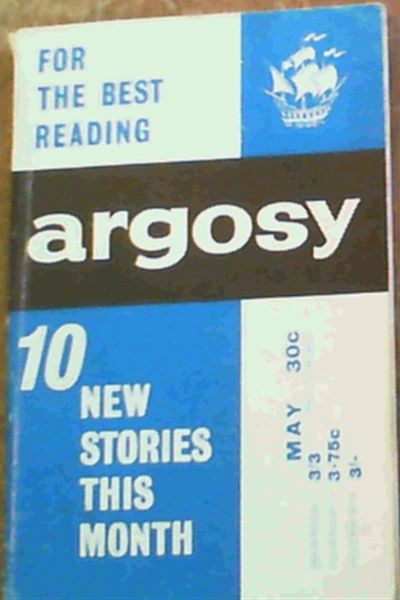 FOR
THE BEST
READING
argosy
10
NEW
STORIES
THIS
MONTH
MAY 30c
3'3
3·75c
3/-